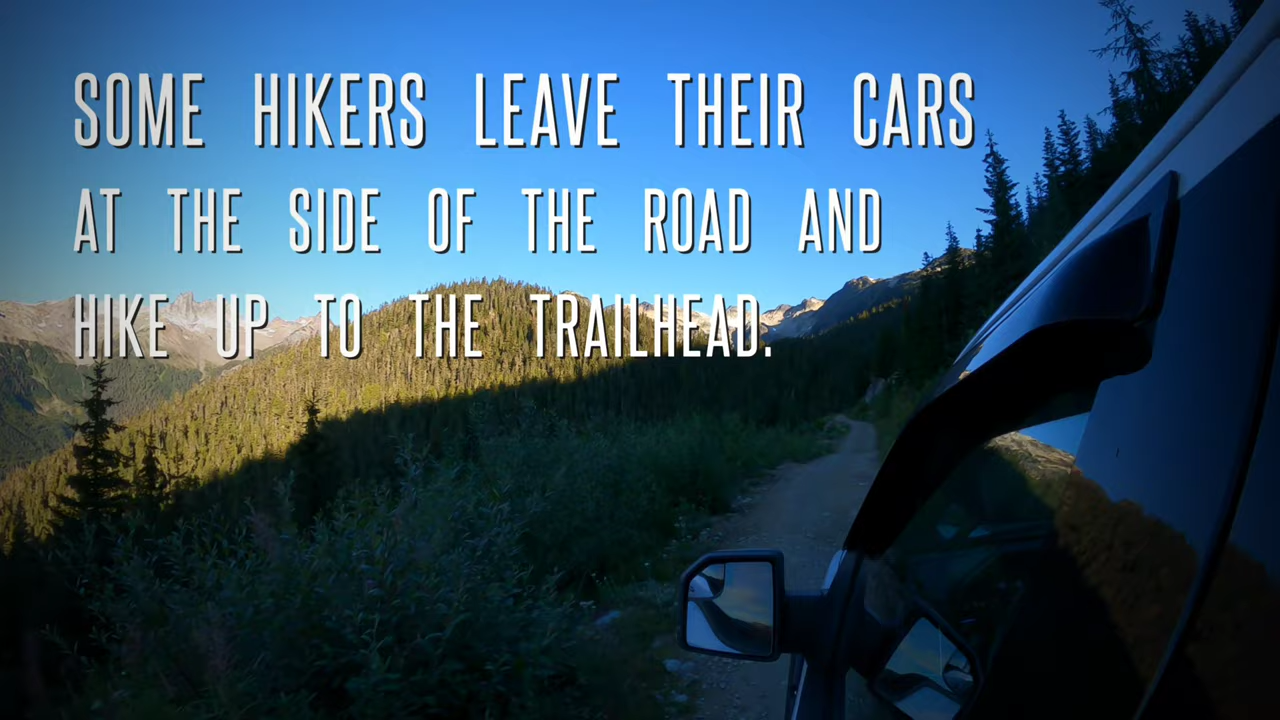 SOME HIKERS LEAVE THEIR CARS
AT THE SIDE OF THE ROAD AND
HIKE UP TO THE TRAILHEAD.